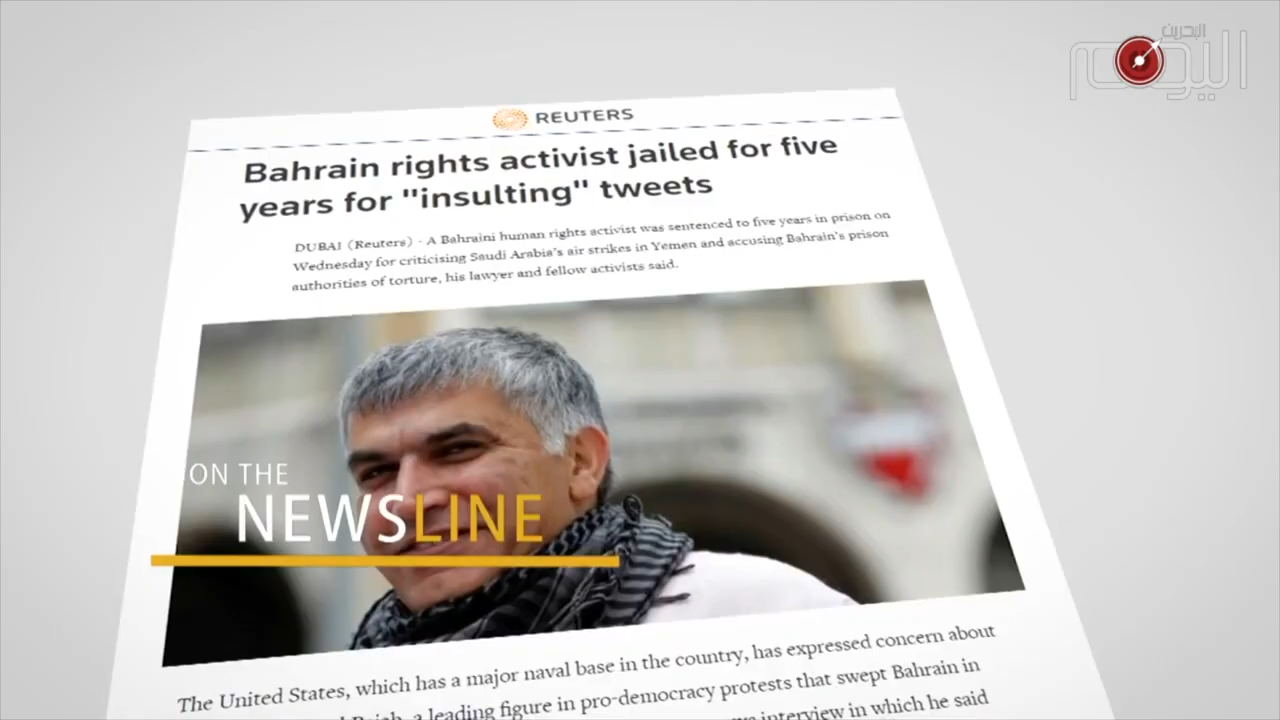 البحرين
اليوم
REUTERS
Bahrain rights activist jailed for five
years for "insulting" tweets
DUBAI (Reuters) - A Bahraini human rights activist was sentenced to five years in prison on
Wednesday for criticising Saudi Arabia's air strikes in Yemen and accusing Bahrain's prison
authorities of torture, his lawyer and fellow activists said.
ON THE
NEWSLINE
The United States, which has a major naval base in the country, has expressed concern about
a leading figure in pro-democracy protests that swept Bahrain in
interview in which he said